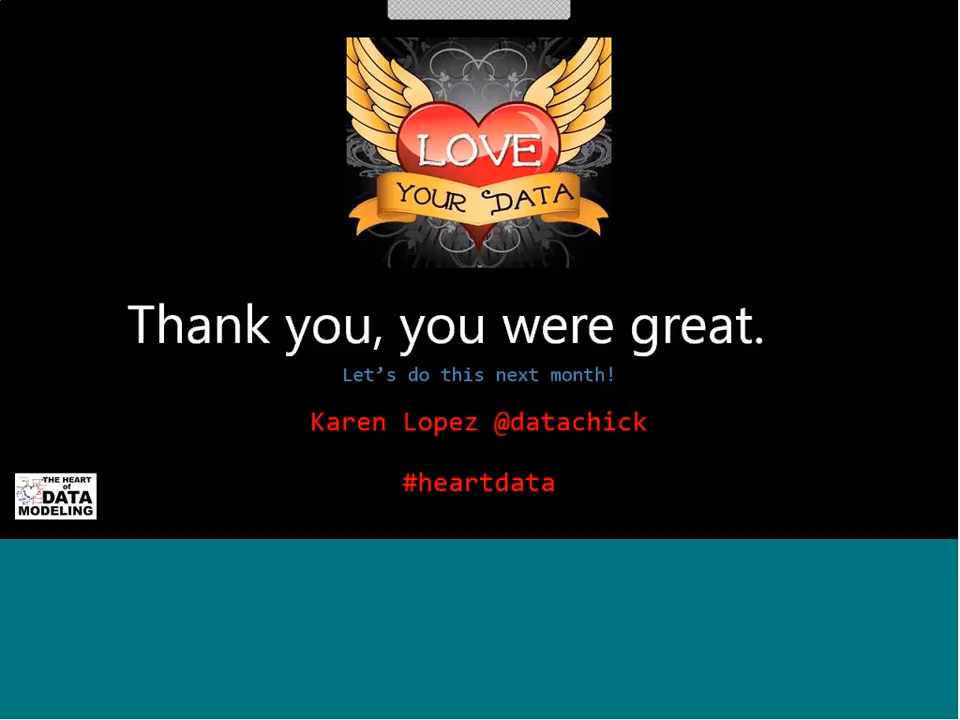 LOVE
YOUR DATA
Thank you, you were great.
Let’s do this next month!
Karen Lopez @datachick
#heartdata
THE HEART
of
DATA
MODELING